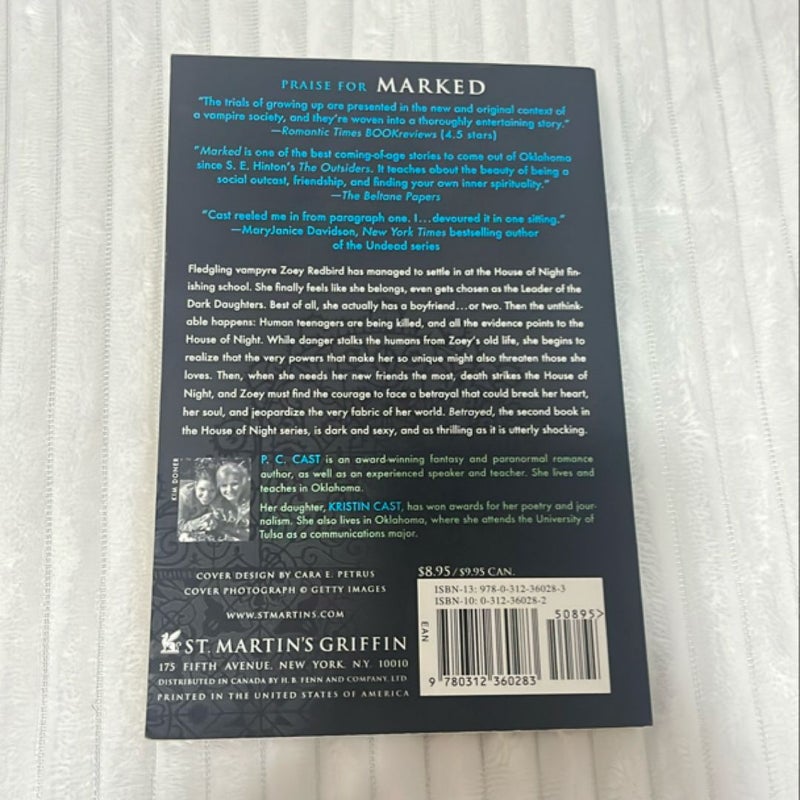 PRAISE FOR MARKED
"The trials of growing up are presented in the new and original context of
a vampire society, and they're woven into a thoroughly entertaining story."
—Romantic Times BOOKreviews (4.5 stars)
"Marked is one of the best coming-of-age stories to come out of Oklahoma
since S. E. Hinton's The Outsiders. It teaches about the beauty of being a
social outcast, friendship, and finding your own inner spirituality."
—The Beltane Papers
"Cast reeled me in from paragraph one. I...devoured it in one sitting."
—MaryJanice Davidson, New York Times bestselling author
of the Undead series
Fledgling vampyre Zoey Redbird has managed to settle in at the House of Night fin-
ishing school. She finally feels like she belongs, even gets chosen as the Leader of the
Dark Daughters. Best of all, she actually has a boyfriend...or two. Then the unthink-
able happens: Human teenagers are being killed, and all the evidence points to the
House of Night. While danger stalks the humans from Zoey's old life, she begins to
realize that the very powers that make her so unique might also threaten those she
loves. Then, when she needs her new friends the most, death strikes the House of
Night, and Zoey must find the courage to face a betrayal that could break her heart,
her soul, and jeopardize the very fabric of her world. Betrayed, the second book in
the House of Night series, is dark and sexy, and as thrilling as it is utterly shocking.
KIM DONER
P. C. CAST is an award-winning fantasy and paranormal romance
author, as well as an experienced speaker and teacher. She lives and
teaches in Oklahoma.
Her daughter, KRISTIN CAST, has won awards for her poetry and jour-
nalism. She also lives in Oklahoma, where she attends the University of
Tulsa as a communications major.
COVER DESIGN BY CARA E. PETRUS
COVER PHOTOGRAPH © GETTY IMAGES
WWW.STMARTINS.COM
ST. MARTIN'S GRIFFIN
175 FIFTH AVENUE, NEW YORK, N.Y. 10010
DISTRIBUTED IN CANADA BY H. B. FENN AND COMPANY, LTD.
PRINTED IN THE UNITED STATES OF AMERICA
$8.95/$9.95 CAN.
ISBN-13: 978-0-312-36028-3
ISBN-10: 0-312-36028-2
50895>
EAN
9 780312 360283